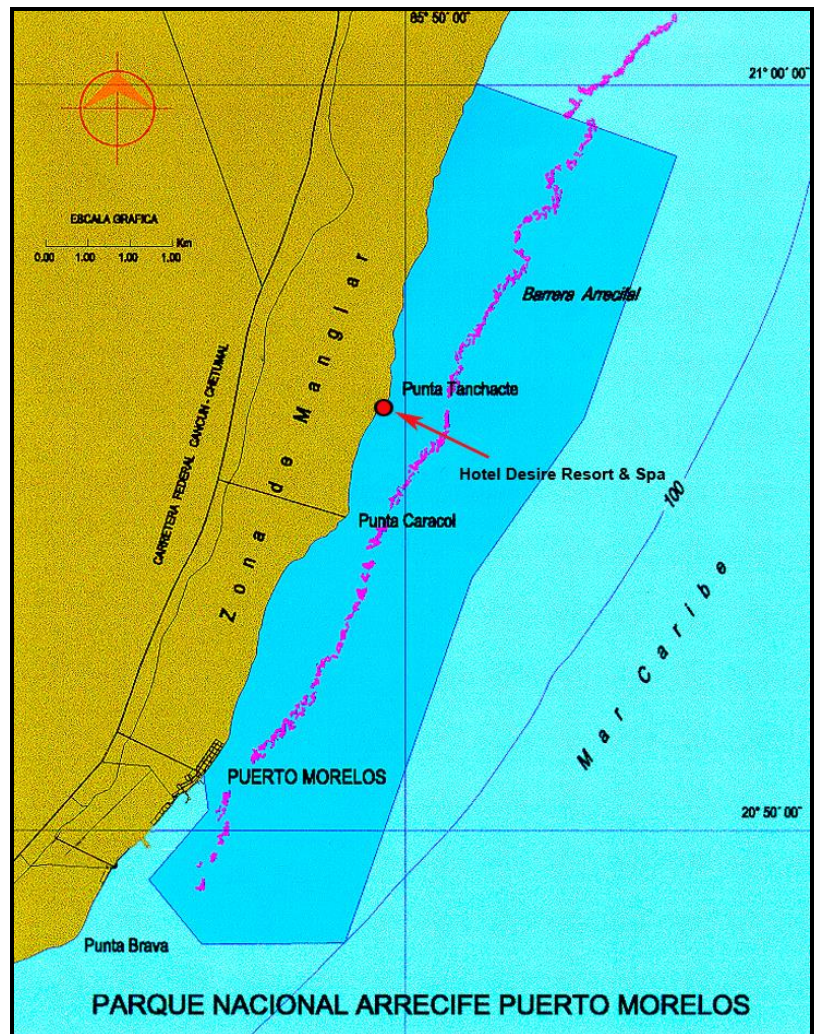 85° 50´ 00¨
21° 00´ 00¨
ESCALA GRAFICA
0.00 1.00 1.00 1.00 Km
Barrera Arrecifal
Zona de Manglar
CARRETERA FEDERAL CANCUN - CHETUMAL
Punta Tanchacte
Hotel Desire Resort & Spa
100
Punta Caracol
Mar Caribe
PUERTO MORELOS
20° 50´ 00¨
Punta Brava
PARQUE NACIONAL ARRECIFE PUERTO MORELOS